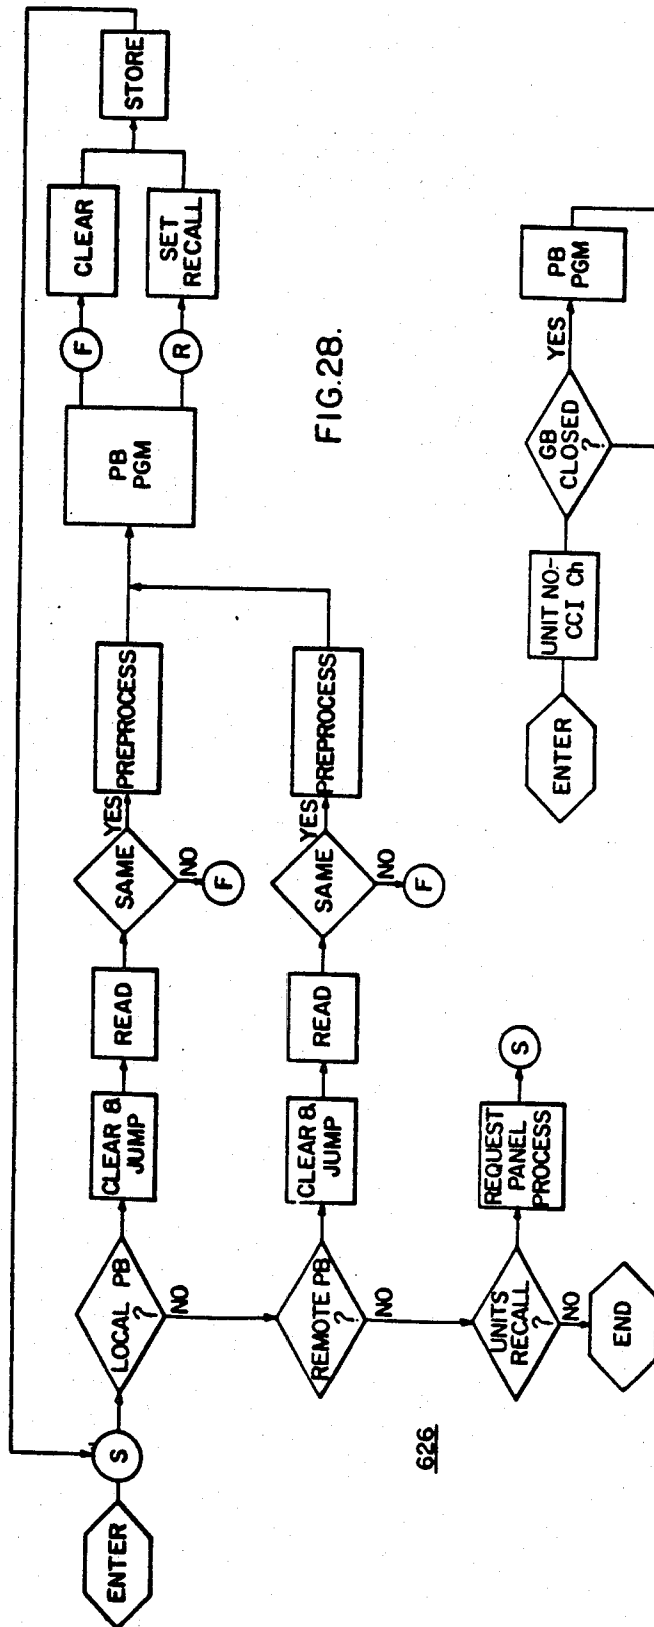 ENTER
S
LOCAL PB
?
NO
CLEAR &
JUMP
READ
SAME
YES
NO
F
PREPROCESS
PB
PGM
F
CLEAR
R
SET
RECALL
STORE
REMOTE PB
?
NO
CLEAR &
JUMP
READ
SAME
YES
NO
F
PREPROCESS
UNITS
RECALL
?
NO
END
REQUEST
PANEL
PROCESS
S
626
FIG.28.
ENTER
UNIT NO.-
CCI Ch
GB
CLOSED
?
YES
PB
PGM